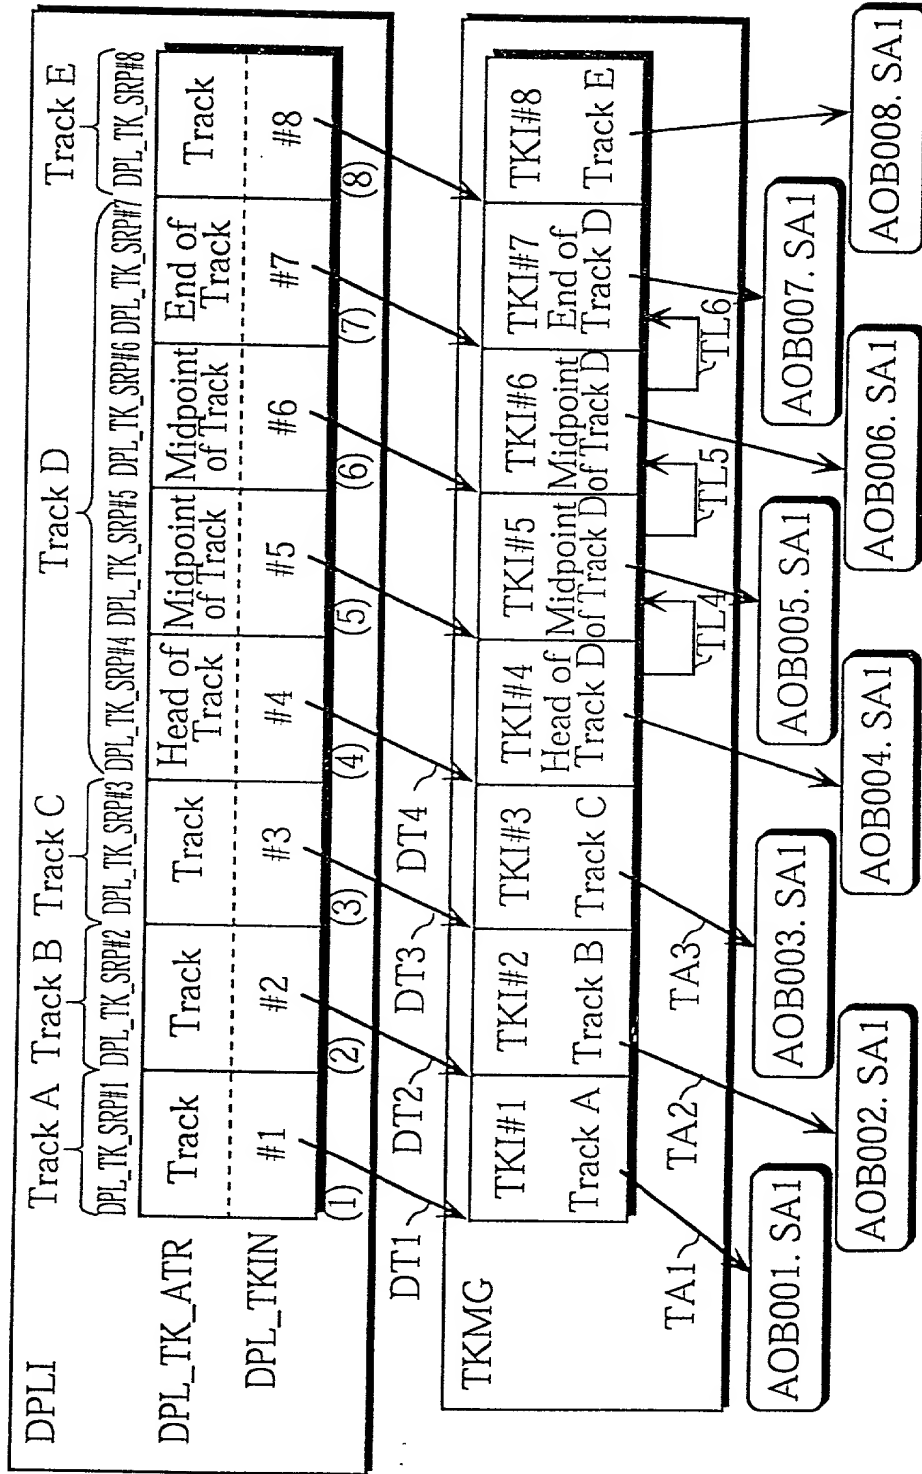 DPLI
Track A
Track B
Track C
Track D
Track E
DPL_TK_SRP#1
DPL_TK_SRP#2
DPL_TK_SRP#3
DPL_TK_SRP#4
DPL_TK_SRP#5
DPL_TK_SRP#6
DPL_TK_SRP#7
DPL_TK_SRP#8
DPL_TK_ATR
Track
Track
Track
Head of
Track
Midpoint
of Track
Midpoint
of Track
End of
Track
Track
DPL_TKIN
#1
#2
#3
#4
#5
#6
#7
#8
(1)
(2)
(3)
(4)
(5)
(6)
(7)
(8)
DT1
DT2
DT3
DT4
TKMG
TKI#1
Track A
TKI#2
Track B
TKI#3
Track C
TKI#4
Head of
Track D
TKI#5
Midpoint
of Track D
TKI#6
Midpoint
of Track D
TKI#7
End of
Track D
TKI#8
Track E
TA1
TA2
TA3
TL4
TL5
TL6
AOB001. SA1
AOB002. SA1
AOB003. SA1
AOB004. SA1
AOB005. SA1
AOB006. SA1
AOB007. SA1
AOB008. SA1